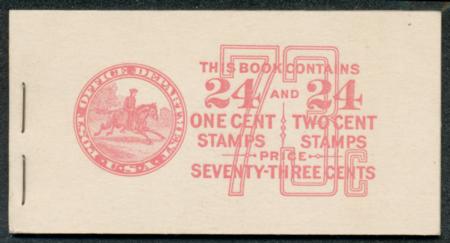 POST OFFICE DEPARTMENT U.S.
73c
THIS BOOK CONTAINS
24 AND 24
ONE CENT TWO CENT
STAMPS STAMPS
PRICE
SEVENTY-THREE CENTS